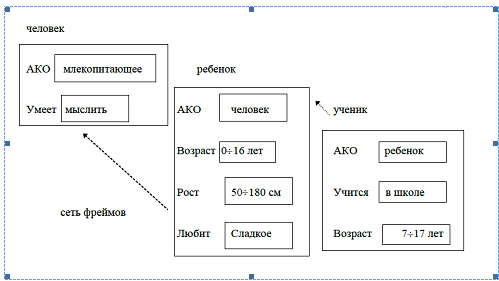 человек
АКО млекопитающее
Умеет мыслить
ребенок
АКО человек
Возраст 0÷16 лет
Рост 50÷180 см
Любит Сладкое
ученик
АКО ребенок
Учится в школе
Возраст 7÷17 лет
сеть фреймов